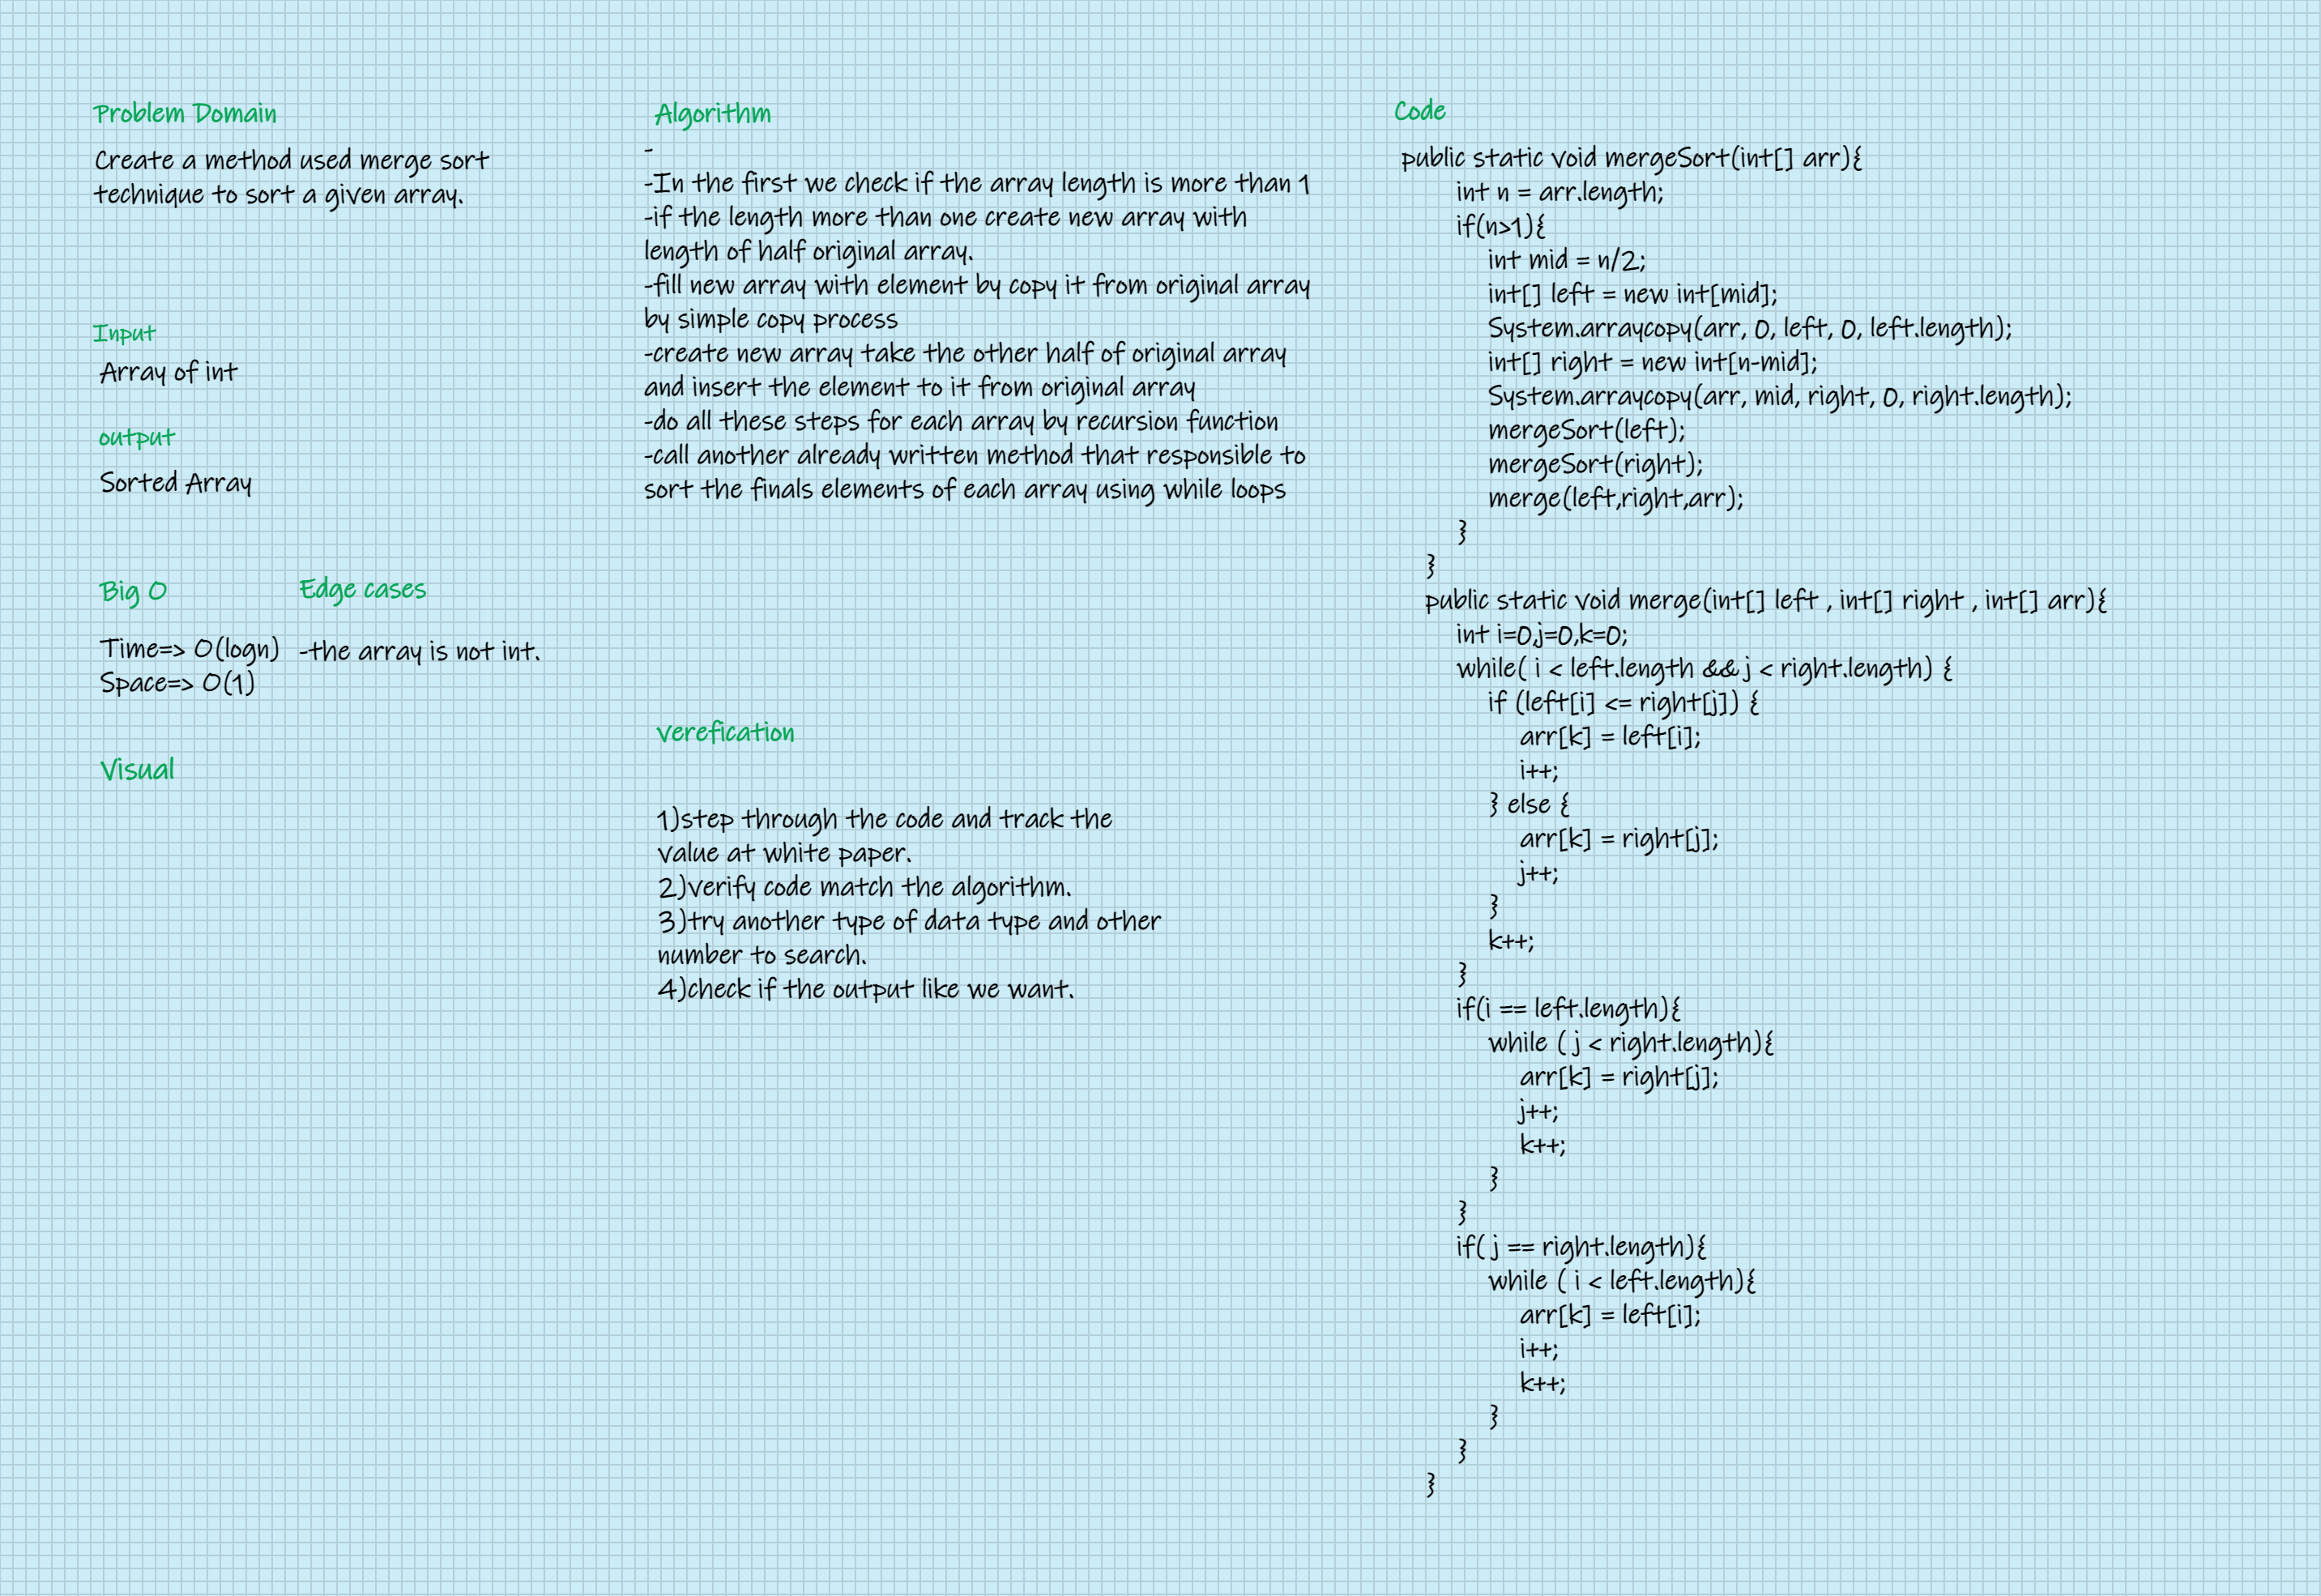 Problem Domain
Create a method used merge sort
technique to sort a given array.
Input
Array of int
output
Sorted Array
Big O
Time=> O(logn)
Space=> O(1)
Edge cases
-the array is not int.
Visual
Algorithm
-
-In the first we check if the array length is more than 1
-if the length more than one create new array with
length of half original array.
-fill new array with element by copy it from original array
by simple copy process
-create new array take the other half of original array
and insert the element to it from original array
-do all these steps for each array by recursion function
-call another already written method that responsible to
sort the finals elements of each array using while loops
verefication
1)step through the code and track the
value at white paper.
2)verify code match the algorithm.
3)try another type of data type and other
number to search.
4)check if the output like we want.
Code
public static void mergeSort(int[] arr){
int n = arr.length;
if(n>1){
int mid = n/2;
int[] left = new int[mid];
System.arraycopy(arr, 0, left, 0, left.length);
int[] right = new int[n-mid];
System.arraycopy(arr, mid, right, 0, right.length);
mergeSort(left);
mergeSort(right);
merge(left,right,arr);
}
}
public static void merge(int[] left , int[] right , int[] arr){
int i=0,j=0,k=0;
while( i < left.length && j < right.length) {
if (left[i] <= right[j]) {
arr[k] = left[i];
i++;
} else {
arr[k] = right[j];
j++;
}
k++;
}
if(i == left.length){
while ( j < right.length){
arr[k] = right[j];
j++;
k++;
}
}
if( j == right.length){
while ( i < left.length){
arr[k] = left[i];
i++;
k++;
}
}
}